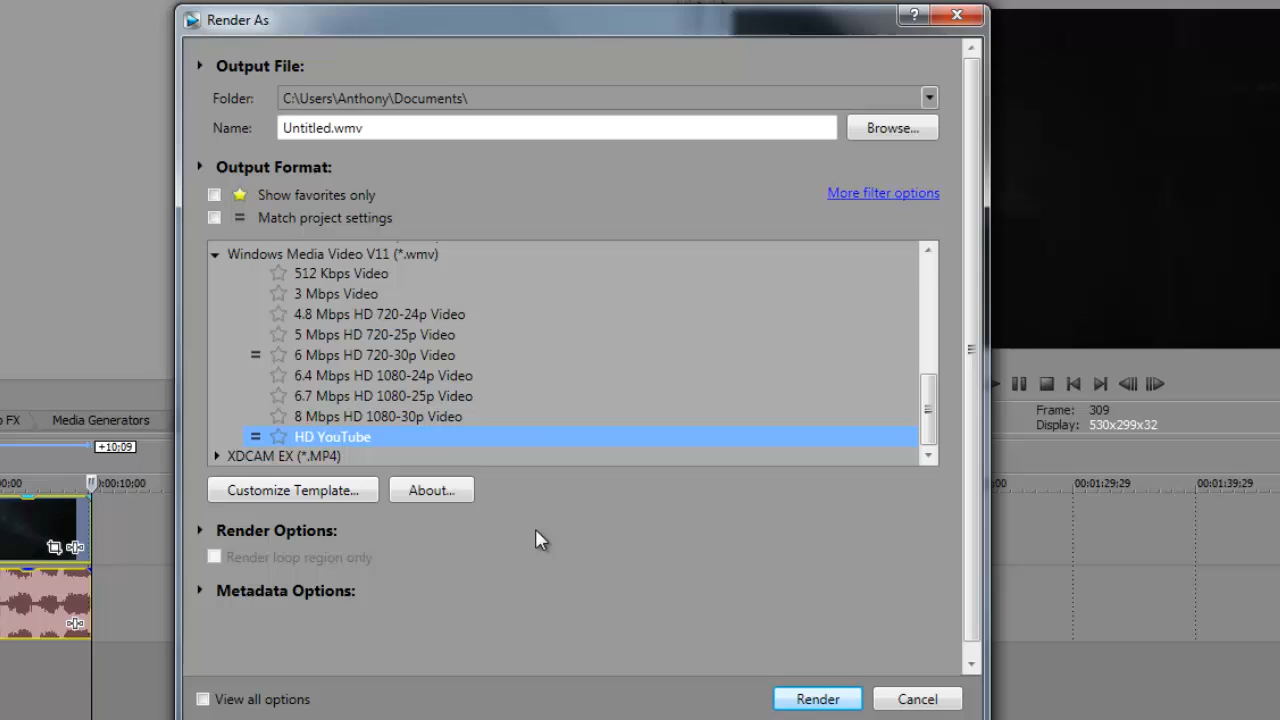 Render As
?
Output File:
Folder: C:\Users\Anthony\Documents\
Name: Untitled.wmv Browse...
Output Format:
Show favorites only More filter options
= Match project settings
Windows Media Video V11 (*.wmv)
512 Kbps Video
3 Mbps Video
4.8 Mbps HD 720-24p Video
5 Mbps HD 720-25p Video
= 6 Mbps HD 720-30p Video
6.4 Mbps HD 1080-24p Video
6.7 Mbps HD 1080-25p Video
8 Mbps HD 1080-30p Video
= HD YouTube
XDCAM EX (*.MP4)
Customize Template... About...
Render Options:
Render loop region only
Metadata Options:
View all options Render Cancel
FX Media Generators
+10:09
00:00:10:00
Frame: 309
Display: 530x299x32
00:01:29:29 00:01:39:29